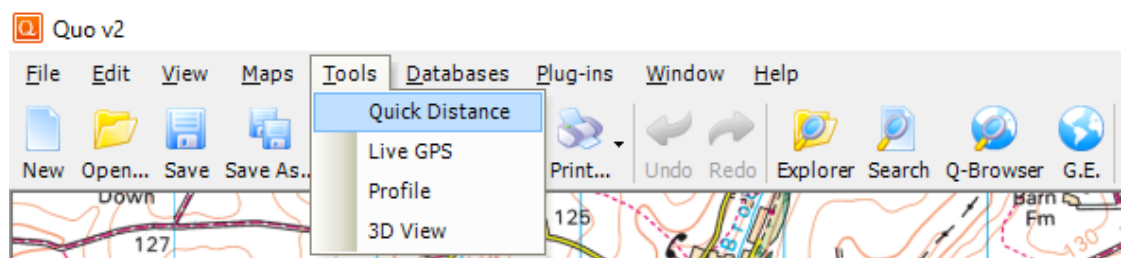 Quo v2
File Edit View Maps Tools Databases Plug-ins Window Help
Quick Distance
Live GPS
Profile
3D View
New Open... Save Save As... Print... Undo Redo Explorer Search Q-Browser G.E.
Down
127
125
Brou
Barn
Fm
130